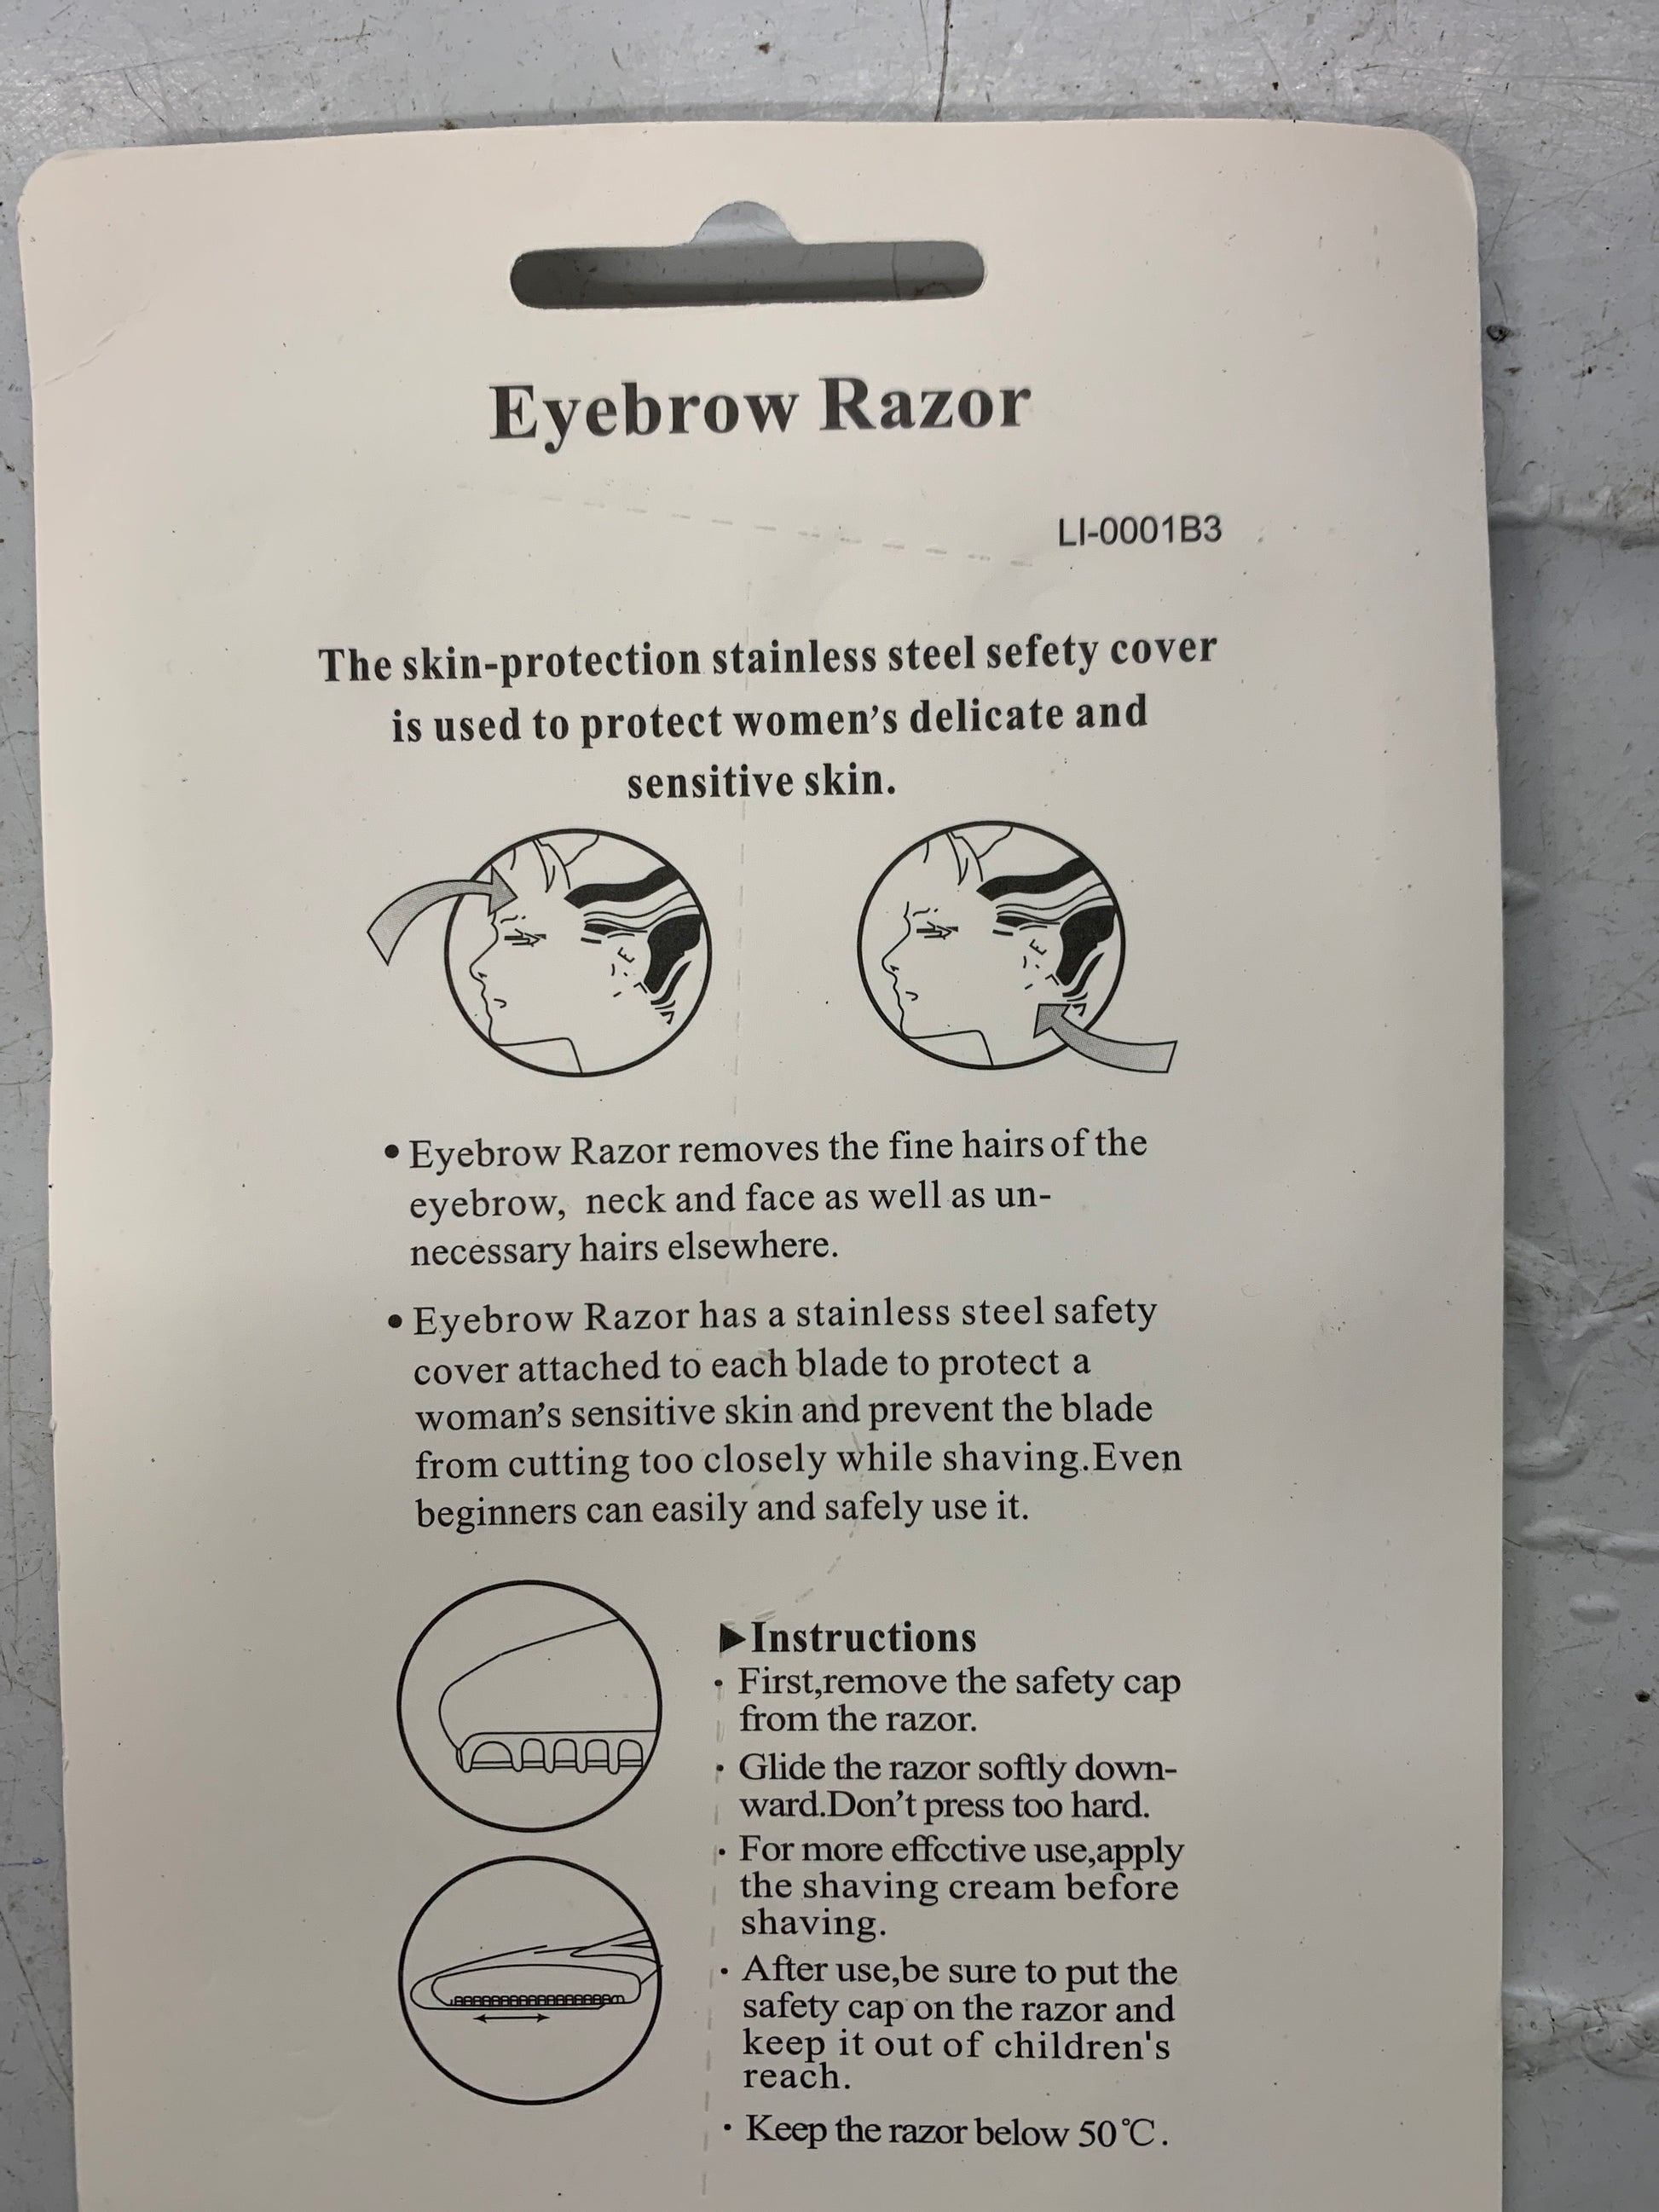 Eyebrow Razor
LI-0001B3
The skin-protection stainless steel sefety cover
is used to protect women's delicate and
sensitive skin.
• Eyebrow Razor removes the fine hairs of the
eyebrow, neck and face as well as un-
necessary hairs elsewhere.
• Eyebrow Razor has a stainless steel safety
cover attached to each blade to protect a
woman's sensitive skin and prevent the blade
from cutting too closely while shaving.Even
beginners can easily and safely use it.
▶Instructions
· First,remove the safety cap
from the razor.
· Glide the razor softly down-
ward.Don't press too hard.
· For more effcctive use,apply
the shaving cream before
shaving.
· After use,be sure to put the
safety cap on the razor and
keep it out of children's
reach.
· Keep the razor below 50℃.